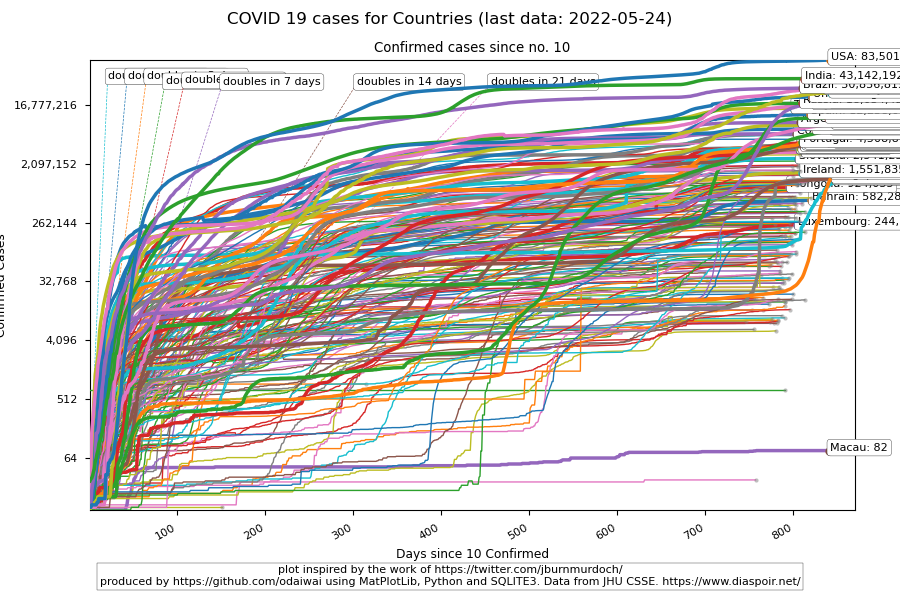 COVID 19 cases for Countries (last data: 2022-05-24)
Confirmed cases since no. 10
USA: 83,501
India: 43,142,192
doubles in 7 days
doubles in 14 days
doubles in 21 days
16,777,216
2,097,152
262,144
32,768
4,096
512
64
Ireland: 1,551,835
Bahrain: 582,28
Luxembourg: 244,
Macau: 82
Confirmed Cases
100
200
300
400
500
600
700
800
Days since 10 Confirmed
plot inspired by the work of https://twitter.com/jburnmurdoch/
produced by https://github.com/odaiwai using MatPlotLib, Python and SQLITE3. Data from JHU CSSE. https://www.diaspoir.net/